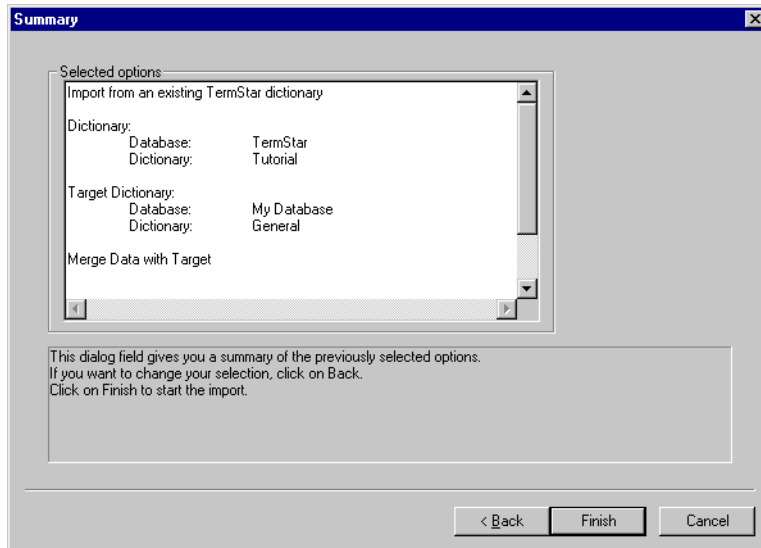 Summary
Selected options
Import from an existing TermStar dictionary
Dictionary:
Database: TermStar
Dictionary: Tutorial
Target Dictionary:
Database: My Database
Dictionary: General
Merge Data with Target
This dialog field gives you a summary of the previously selected options.
If you want to change your selection, click on Back.
Click on Finish to start the import.
< Back Finish Cancel